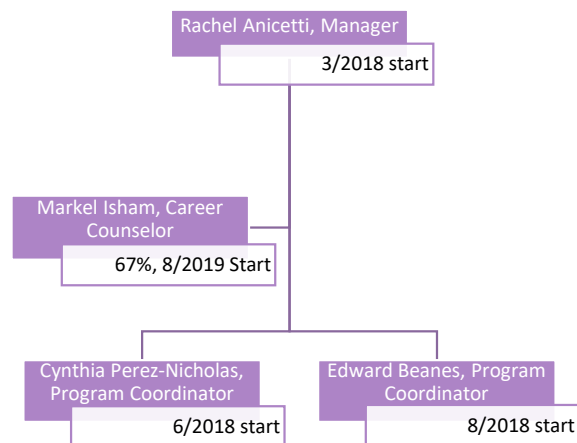 Rachel Anicetti, Manager
3/2018 start
Markel Isham, Career
Counselor
67%, 8/2019 Start
Cynthia Perez-Nicholas,
Program Coordinator
6/2018 start
Edward Beanes, Program
Coordinator
8/2018 start